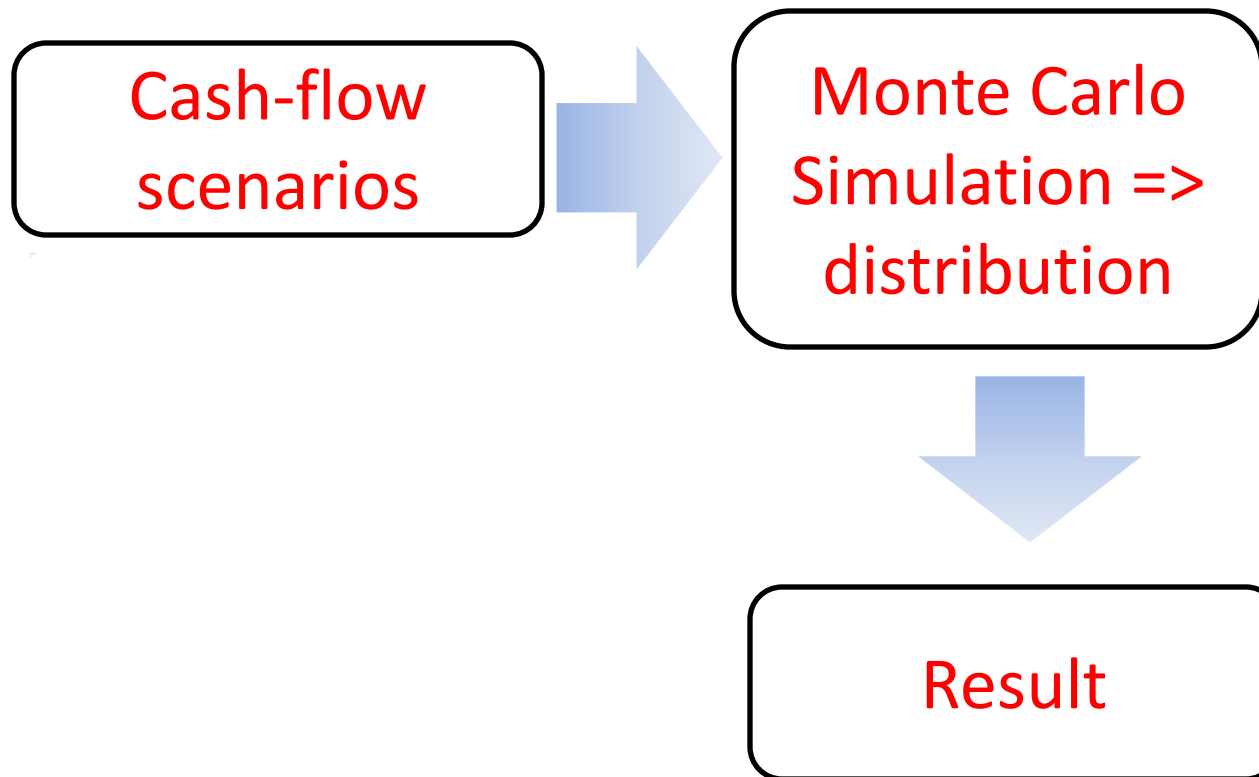 Cash-flow
scenarios
Monte Carlo
Simulation =>
distribution
Result